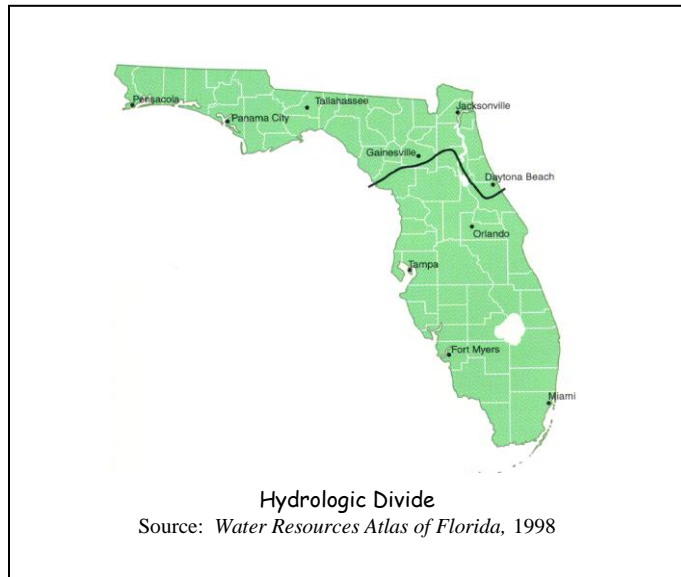 Pensacola
Panama City
Tallahassee
Jacksonville
Gainesville
Daytona Beach
Orlando
Tampa
Fort Myers
Miami
Hydrologic Divide
Source: Water Resources Atlas of Florida, 1998